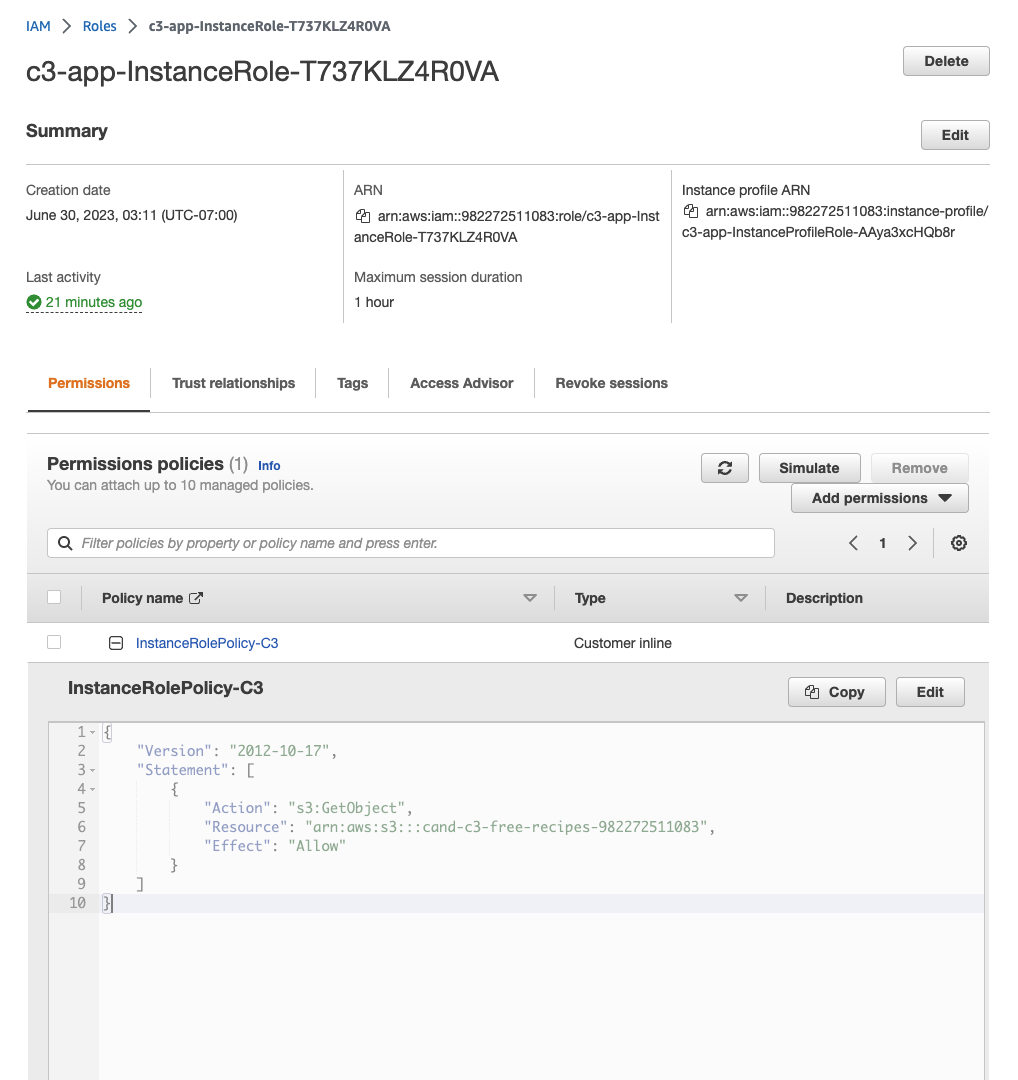 IAM > Roles > c3-app-InstanceRole-T737KLZ4R0VA
c3-app-InstanceRole-T737KLZ4R0VA
Delete
Summary
Edit
Creation date
June 30, 2023, 03:11 (UTC-07:00)
ARN
arn:aws:iam::982272511083:role/c3-app-Inst
anceRole-T737KLZ4R0VA
Instance profile ARN
arn:aws:iam::982272511083:instance-profile/
c3-app-InstanceProfileRole-AAya3xcHQb8r
Last activity
21 minutes ago
Maximum session duration
1 hour
Permissions
Trust relationships
Tags
Access Advisor
Revoke sessions
Permissions policies (1) Info
You can attach up to 10 managed policies.
Simulate
Remove
Add permissions
Filter policies by property or policy name and press enter.
1
Policy name
Type
Description
InstanceRolePolicy-C3
Customer inline
InstanceRolePolicy-C3
Copy
Edit
1 {
2     "Version": "2012-10-17",
3     "Statement": [
4         {
5             "Action": "s3:GetObject",
6             "Resource": "arn:aws:s3:::cand-c3-free-recipes-982272511083",
7             "Effect": "Allow"
8         }
9     ]
10 }